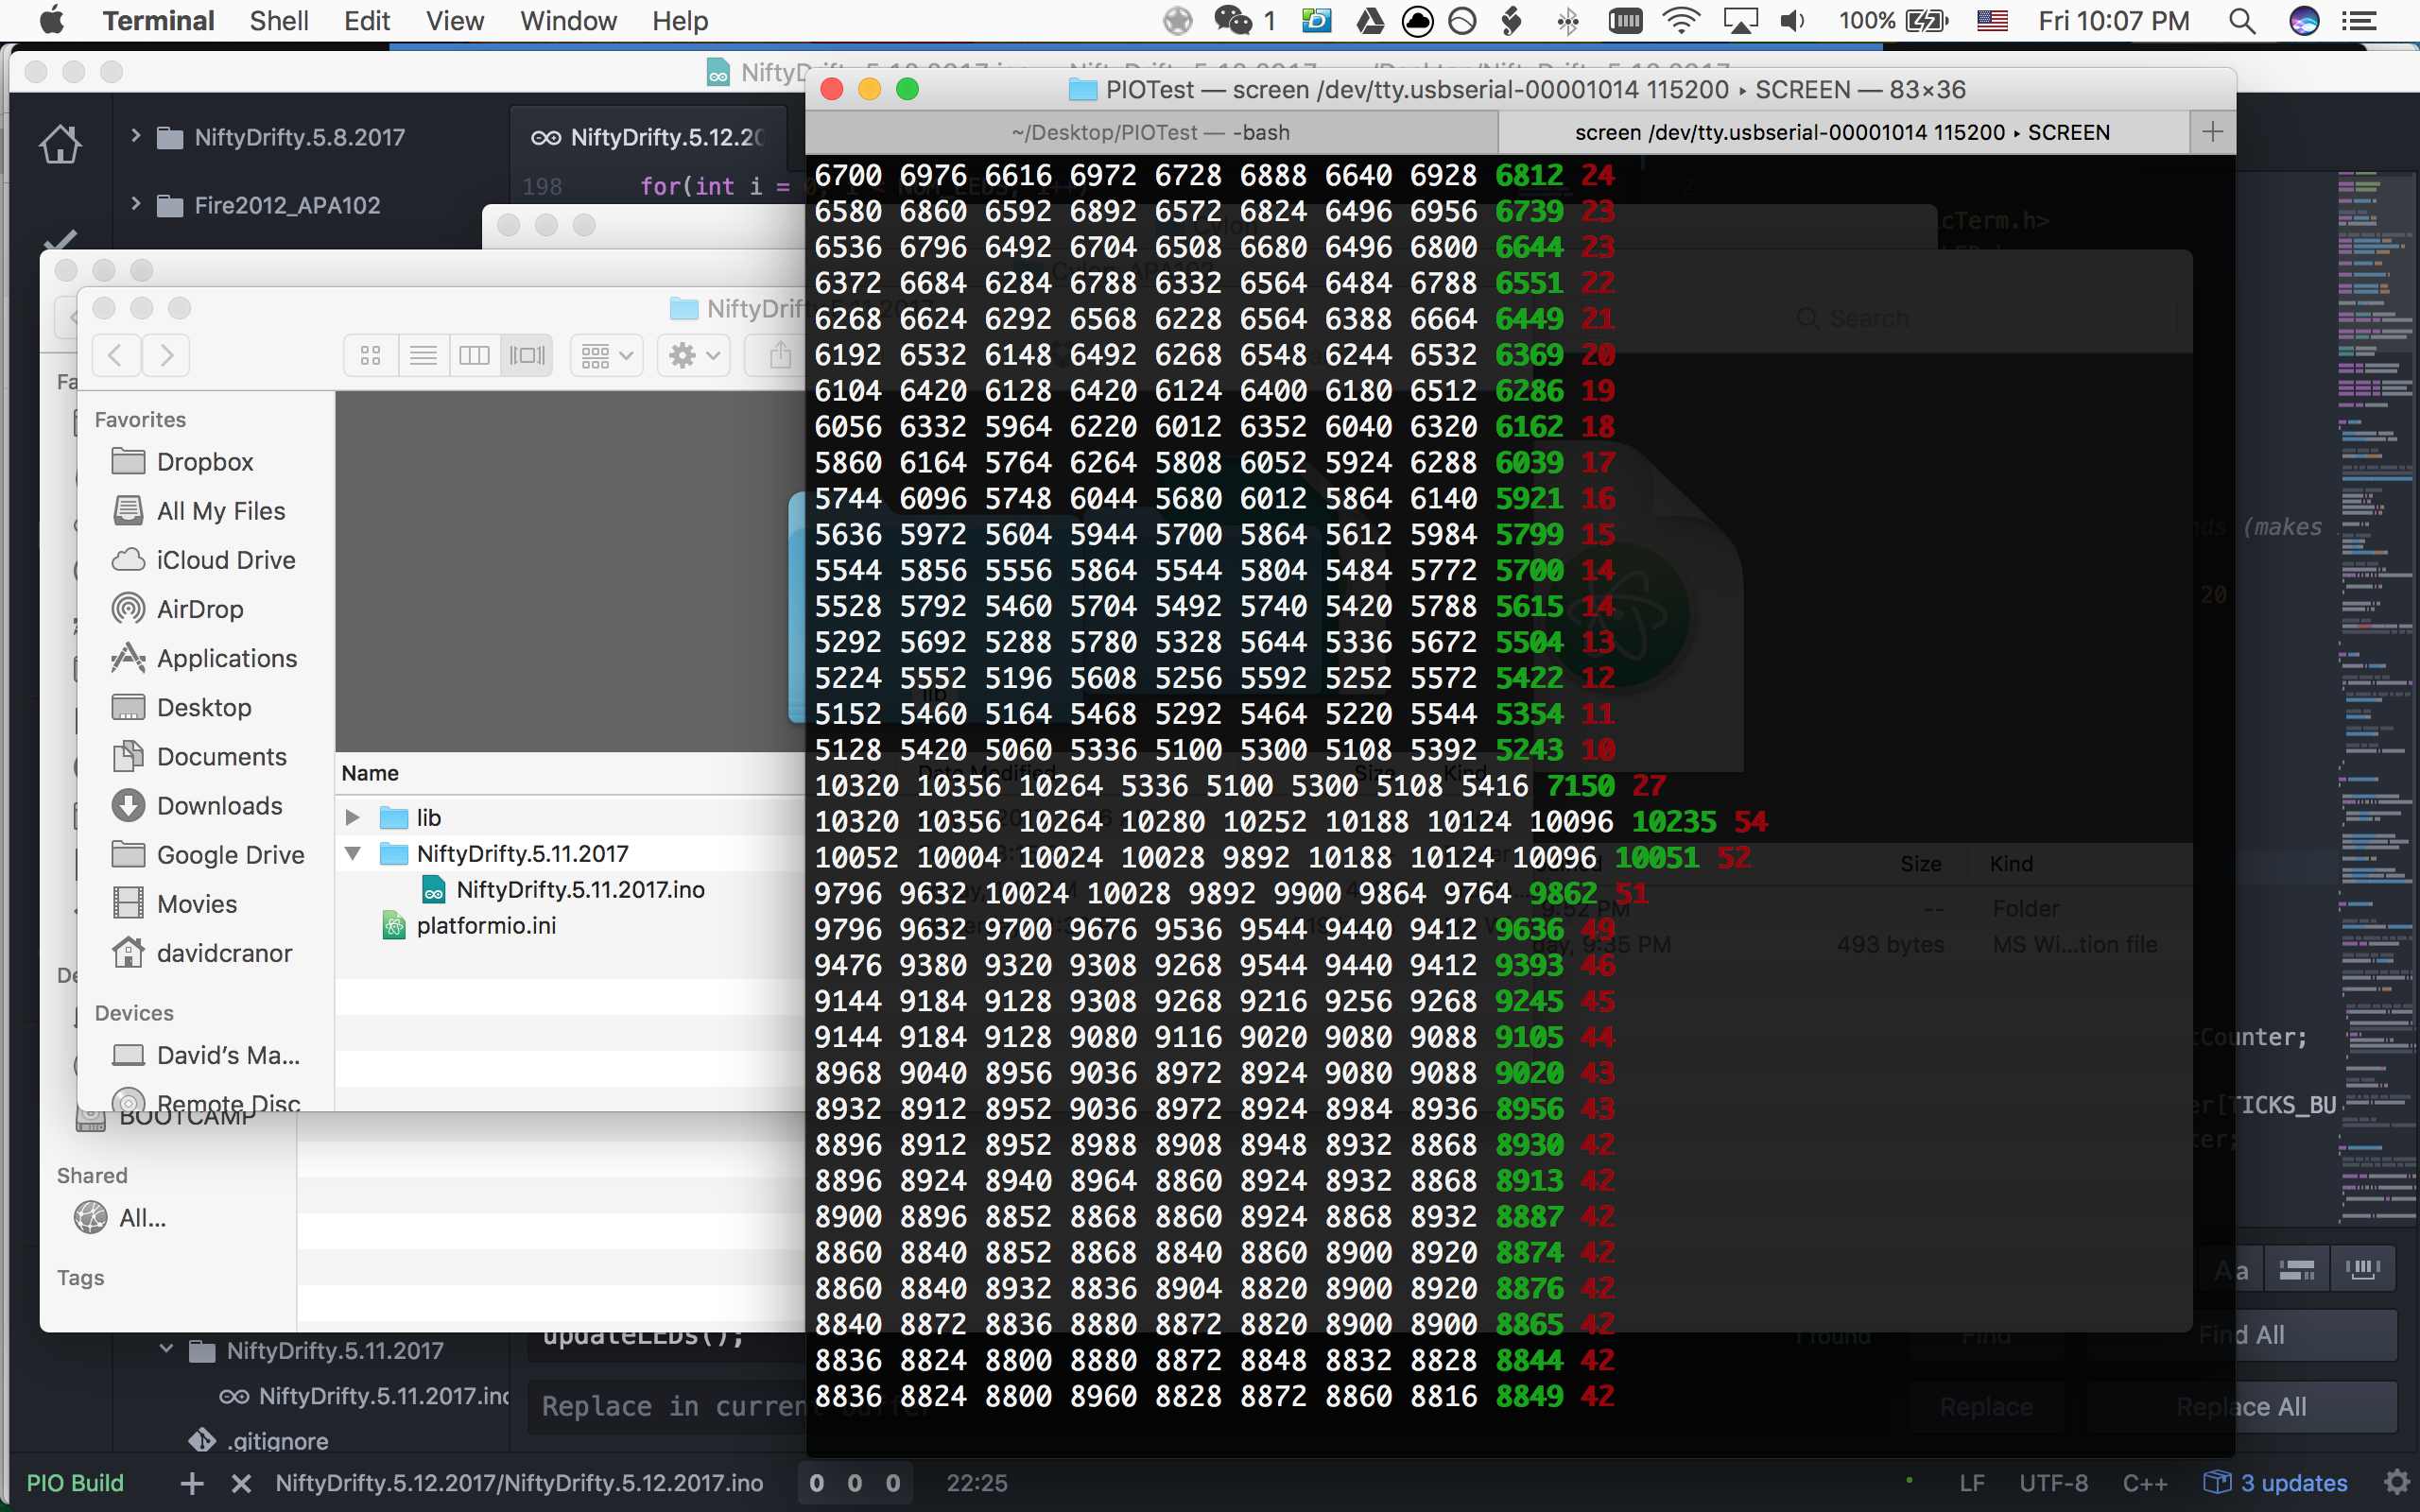 Terminal Shell Edit View Window Help 1 100% Fri 10:07 PM
PIOTest — screen /dev/tty.usbserial-00001014 115200 ▸ SCREEN — 83×36
~/Desktop/PIOTest — -bash
screen /dev/tty.usbserial-00001014 115200 ▸ SCREEN
NiftyDrifty.5.8.2017
Fire2012_APA102
NiftyDrifty.5.12.20
198 for(int i =
6700 6976 6616 6972 6728 6888 6640 6928 6812 24
6580 6860 6592 6892 6572 6824 6496 6956 6739 23
6536 6796 6492 6704 6508 6680 6496 6800 6644 23
6372 6684 6284 6788 6332 6564 6484 6788 6551 22
6268 6624 6292 6568 6228 6564 6388 6664 6449 21
6192 6532 6148 6492 6268 6548 6244 6532 6369 20
6104 6420 6128 6420 6124 6400 6180 6512 6286 19
6056 6332 5964 6220 6012 6352 6040 6320 6162 18
5860 6164 5764 6264 5808 6052 5924 6288 6039 17
5744 6096 5748 6044 5680 6012 5864 6140 5921 16
5636 5972 5604 5944 5700 5864 5612 5984 5799 15
5544 5856 5556 5864 5544 5804 5484 5772 5700 14
5528 5792 5460 5704 5492 5740 5420 5788 5615 14
5292 5692 5288 5780 5328 5644 5336 5672 5504 13
5224 5552 5196 5608 5256 5592 5252 5572 5422 12
5152 5460 5164 5468 5292 5464 5220 5544 5354 11
5128 5420 5060 5336 5100 5300 5108 5392 5243 10
10320 10356 10264 5336 5100 5300 5108 5416 7150 27
10320 10356 10264 10280 10252 10188 10124 10096 10235 54
10052 10004 10024 10028 9892 10188 10124 10096 10051 52
9796 9632 10024 10028 9892 9900 9864 9764 9862 51
9796 9632 9700 9676 9536 9544 9440 9412 9636 49
9476 9380 9320 9308 9268 9544 9440 9412 9393 46
9144 9184 9128 9308 9268 9216 9256 9268 9245 45
9144 9184 9128 9080 9116 9020 9080 9088 9105 44
8968 9040 8956 9036 8972 8924 9080 9088 9020 43
8932 8912 8952 9036 8972 8924 8984 8936 8956 43
8896 8912 8952 8988 8908 8948 8932 8868 8930 42
8896 8924 8940 8964 8860 8924 8932 8868 8913 42
8900 8896 8852 8868 8860 8924 8868 8932 8887 42
8860 8840 8852 8868 8840 8860 8900 8920 8874 42
8860 8840 8932 8836 8904 8820 8900 8920 8876 42
8840 8872 8836 8880 8872 8820 8900 8900 8865 42
8836 8824 8800 8880 8872 8848 8832 8828 8844 42
8836 8824 8800 8960 8828 8872 8860 8816 8849 42
Favorites
Dropbox
All My Files
iCloud Drive
AirDrop
Applications
Desktop
Documents
Downloads
Google Drive
Movies
davidcranor
Devices
David's Ma...
Remote Disc
BOOTCAMP
Shared
All...
Tags
Name
lib
NiftyDrifty.5.11.2017
NiftyDrifty.5.11.2017.ino
platformio.ini
cTerm.h>
Search
(makes
20
Size Kind
9:52 PM -- Folder
9:35 PM 493 bytes MS Wi...tion file
tCounter;
er[TICKS_BU
ter;
Aa
1 found Find Find All
Replace Replace All
updateLEDs();
Replace in current buffer
NiftyDrifty.5.11.2017
NiftyDrifty.5.11.2017.ino
.gitignore
PIO Build NiftyDrifty.5.12.2017/NiftyDrifty.5.12.2017.ino 0 0 0 22:25 LF UTF-8 C++ 3 updates